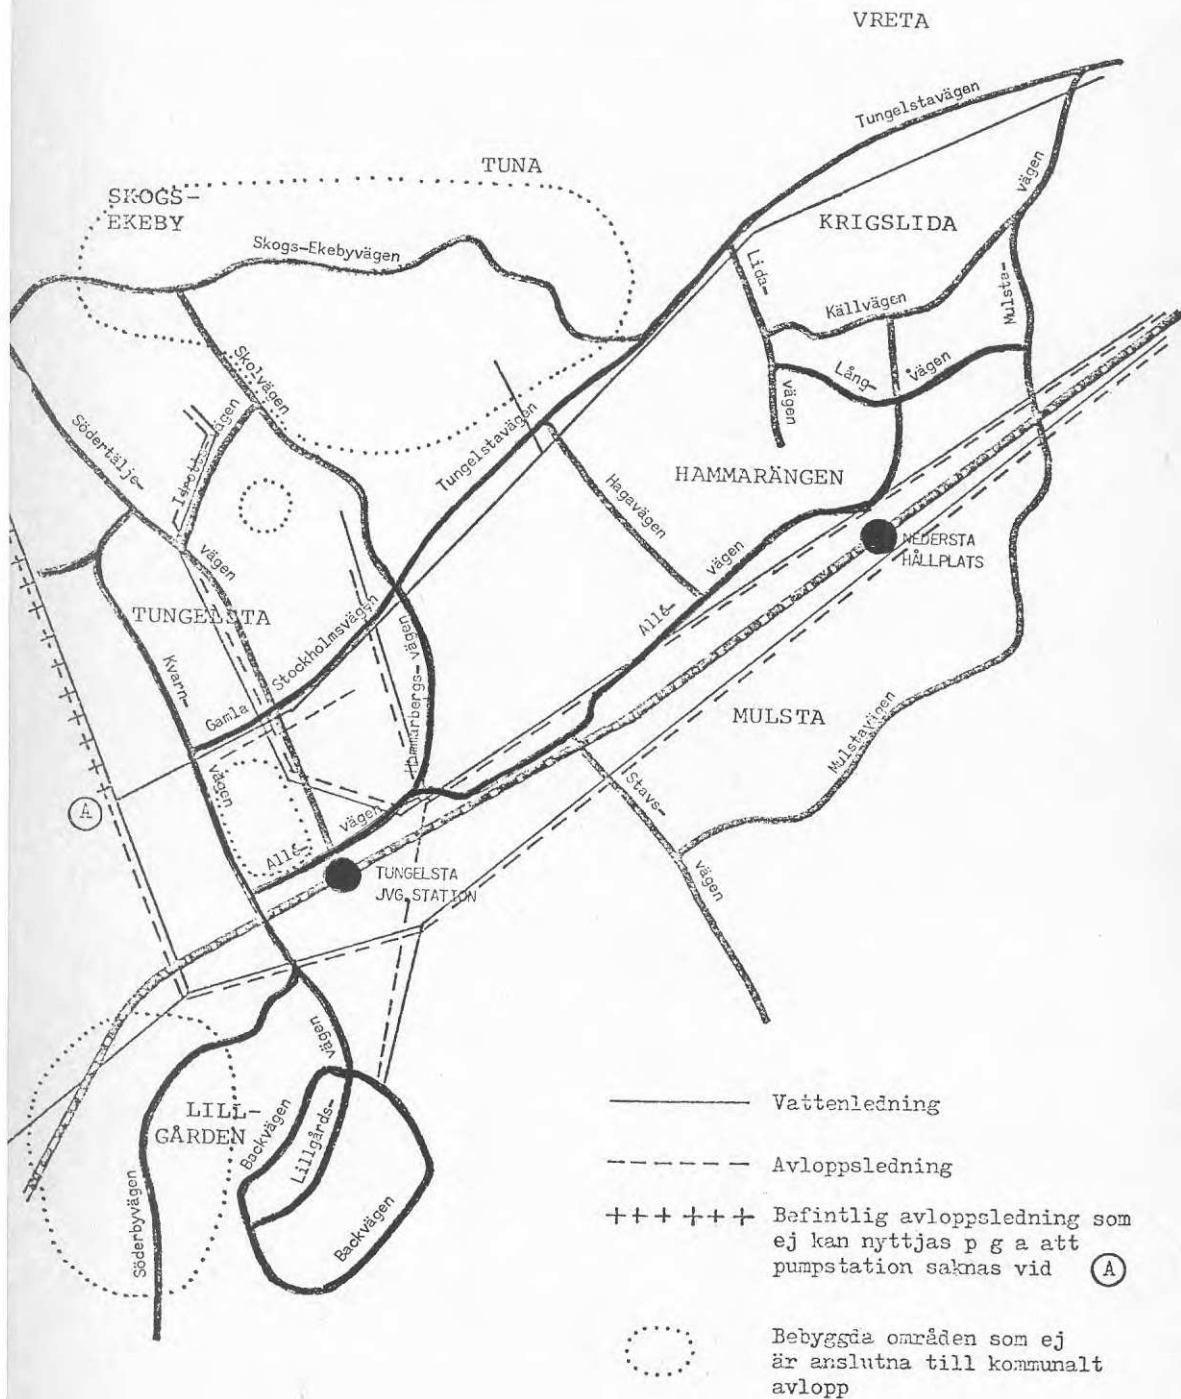 VRETA
Tungelstavägen
TUNA
SKOGS-
EKEBY
KRIGSLIDA
vägen
Skogs-Ekebyvägen
Lida-
Källvägen
Mulsta-
Skolvägen
Lång-
vägen
vägen
Södertälje-
Idrottsvägen
Tungelstavägen
HAMMARÄNGEN
Hagavägen
NEDERSTA
HÅLLPLATS
vägen
vägen
Allé-
TUNGELSTA
Kvarn-
Gamla
Stockholmsvägen
Hammarbergs-
vägen
MULSTA
Mulstavägen
vägen
Stavs-
vägen
A
Allé-
vägen
TUNGELSTA
JVG.STATION
vägen
LILL-
GÅRDEN
Backvägen
Lillgårds-
Söderbyvägen
Backvägen
Vattenledning
Avloppsledning
Befintlig avloppsledning som
ej kan nyttjas p g a att
pumpstation saknas vid A
Bebyggda områden som ej
är anslutna till kommunalt
avlopp